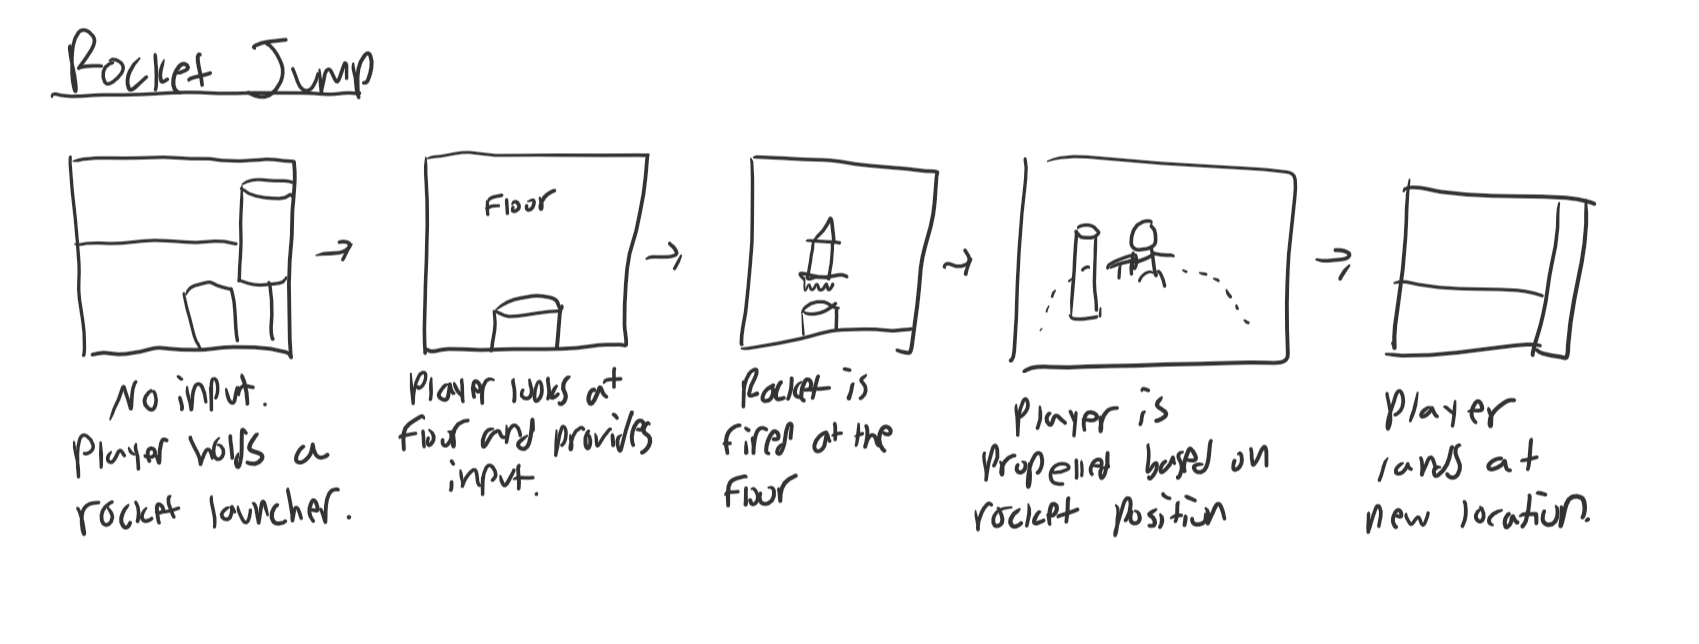 Rocket Jump
Floor
No input.
Player holds a
rocket launcher.
Player looks at
floor and provides
input.
Rocket is
fired at the
floor
Player is
propelled based on
rocket position
Player
lands at
new location.